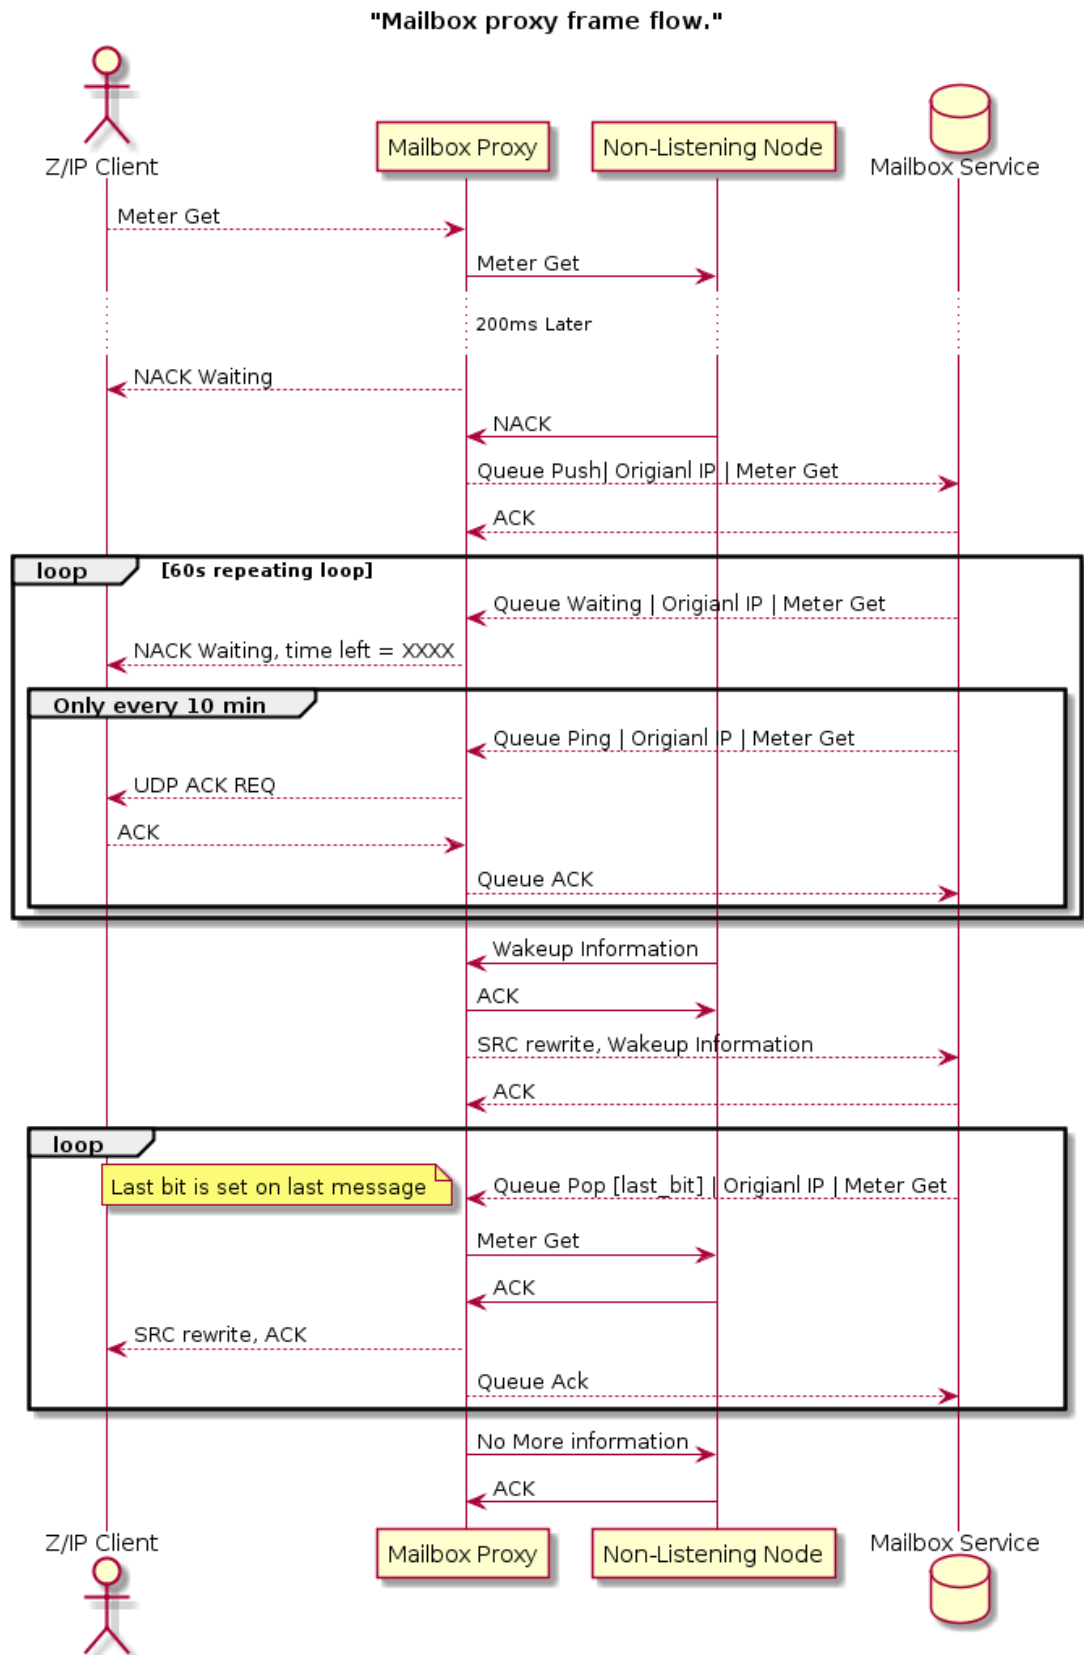 "Mailbox proxy frame flow."
Z/IP Client
Mailbox Proxy
Non-Listening Node
Mailbox Service
Meter Get
Meter Get
200ms Later
NACK Waiting
NACK
Queue Push| Origianl IP | Meter Get
ACK
loop [60s repeating loop]
Queue Waiting | Origianl IP | Meter Get
NACK Waiting, time left = XXXX
Only every 10 min
Queue Ping | Origianl IP | Meter Get
UDP ACK REQ
ACK
Queue ACK
Wakeup Information
ACK
SRC rewrite, Wakeup Information
ACK
loop
Last bit is set on last message
Queue Pop [last_bit] | Origianl IP | Meter Get
Meter Get
ACK
SRC rewrite, ACK
Queue Ack
No More information
ACK
Z/IP Client
Mailbox Proxy
Non-Listening Node
Mailbox Service